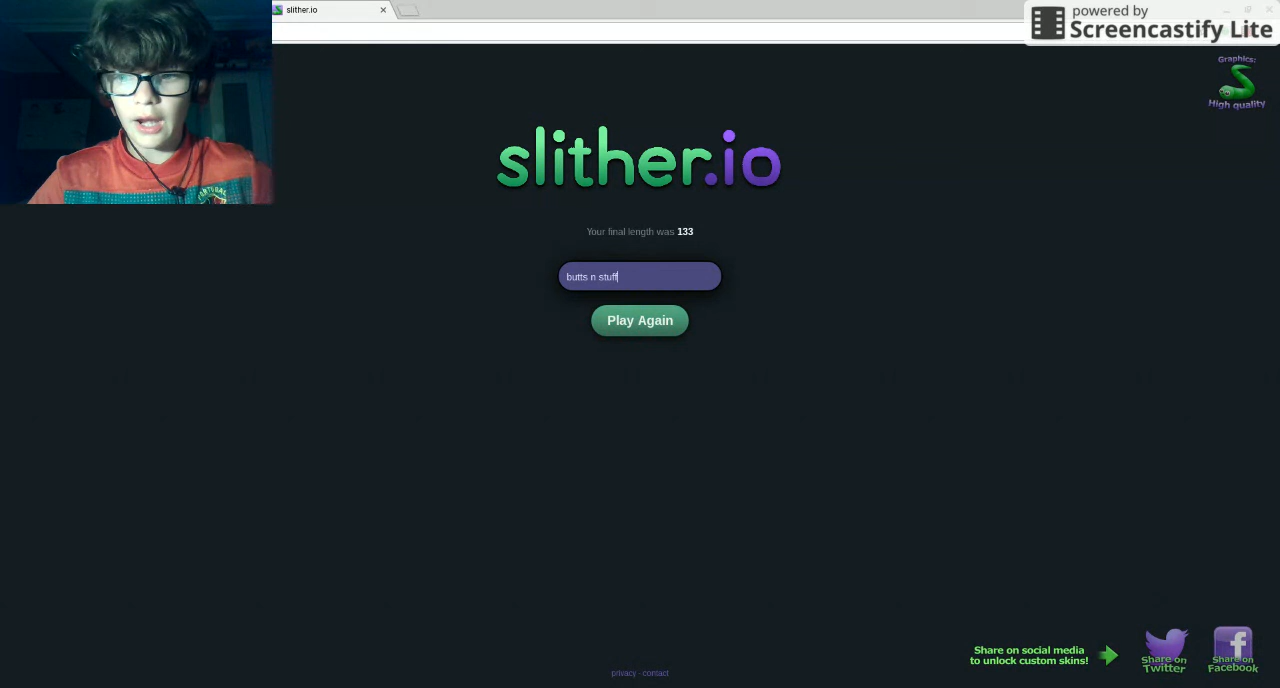 slither.io
powered by
Screencastify Lite
Graphics:
High quality
slither.io
Your final length was 133
butts n stuff
Play Again
Share on social media
to unlock custom skins!
Share on
Twitter
Share on
Facebook
privacy · contact